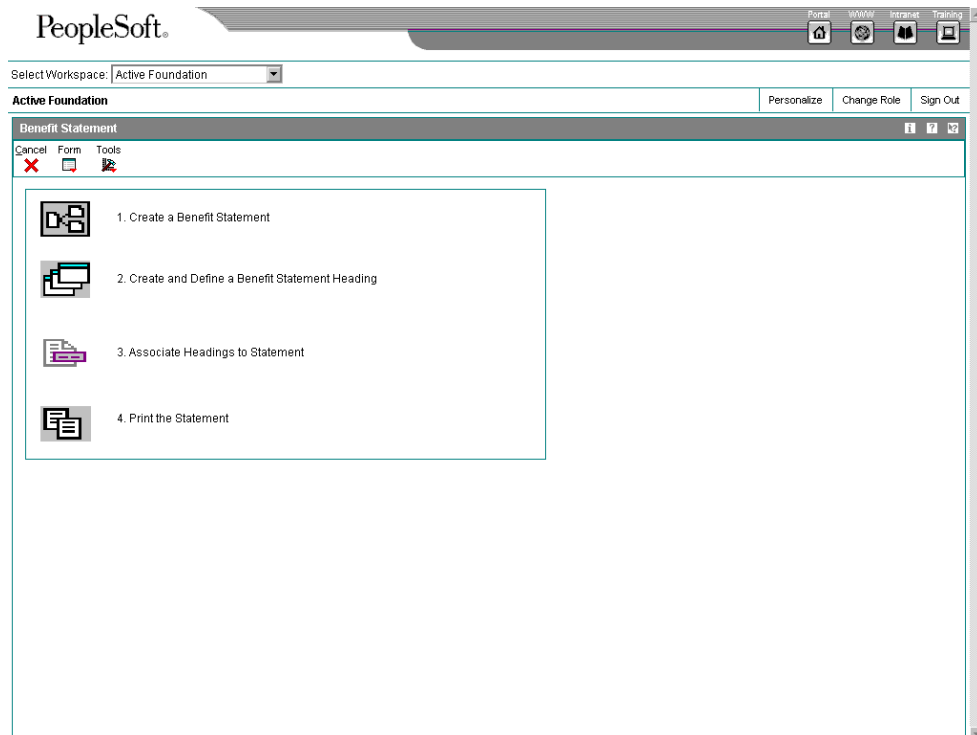 PeopleSoft®
Portal WWW Intranet Training
Select Workspace: Active Foundation
Active Foundation Personalize Change Role Sign Out
Benefit Statement
Cancel Form Tools
1. Create a Benefit Statement
2. Create and Define a Benefit Statement Heading
3. Associate Headings to Statement
4. Print the Statement